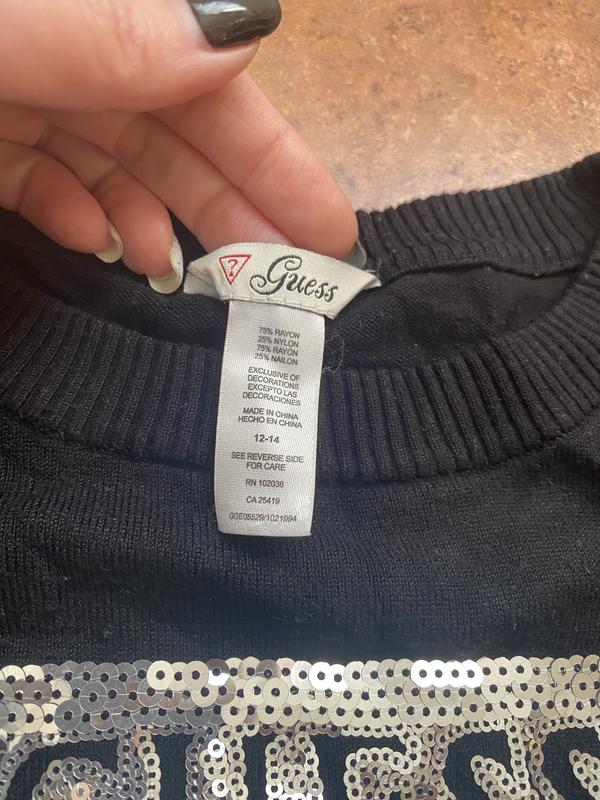 ?
Guess
75% RAYON
25% NYLON
75% RAYÓN
25% NAILON
EXCLUSIVE OF
DECORATIONS
EXCEPTO LAS
DECORACIONES
MADE IN CHINA
HECHO EN CHINA
12-14
SEE REVERSE SIDE
FOR CARE
RN 102036
CA 25419
GGE05529/1021994